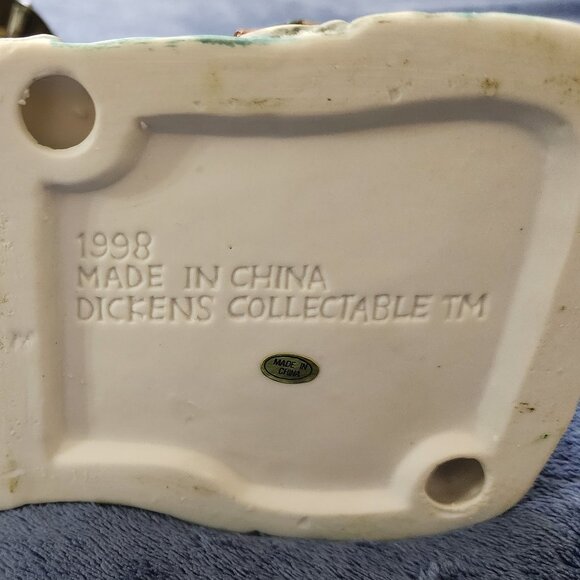 1998
MADE IN CHINA
DICKENS COLLECTABLE TM
MADE IN
CHINA